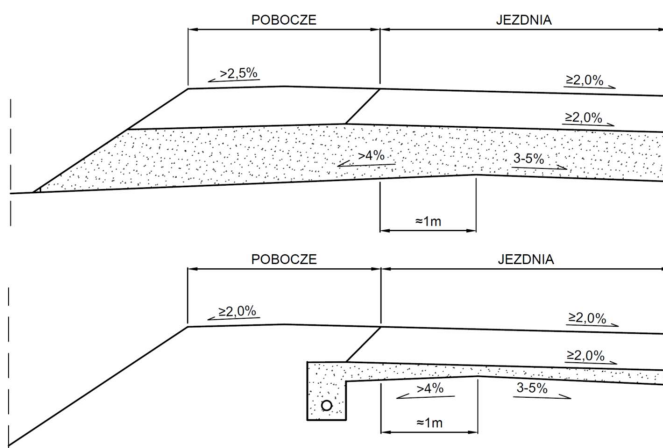 POBOCZE JEZDNIA
>2,5% ≥2,0%
≥2,0%
>4% 3-5%
≈1m
POBOCZE JEZDNIA
≥2,0% ≥2,0%
≥2,0%
>4% 3-5%
≈1m